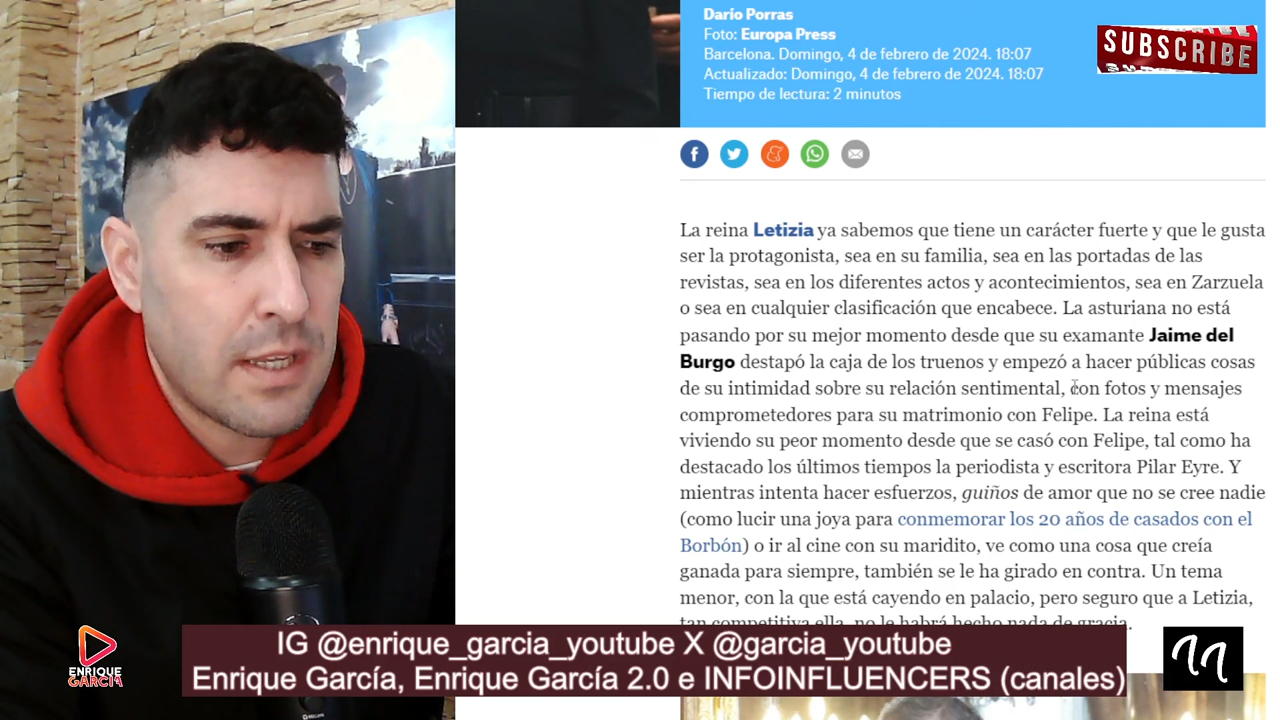 Darío Porras
Foto: Europa Press
Barcelona. Domingo, 4 de febrero de 2024. 18:07
Actualizado: Domingo, 4 de febrero de 2024. 18:07
Tiempo de lectura: 2 minutos
SUBSCRIBE
La reina Letizia ya sabemos que tiene un carácter fuerte y que le gusta
ser la protagonista, sea en su familia, sea en las portadas de las
revistas, sea en los diferentes actos y acontecimientos, sea en Zarzuela
o sea en cualquier clasificación que encabece. La asturiana no está
pasando por su mejor momento desde que su examante Jaime del
Burgo destapó la caja de los truenos y empezó a hacer públicas cosas
de su intimidad sobre su relación sentimental, con fotos y mensajes
comprometedores para su matrimonio con Felipe. La reina está
viviendo su peor momento desde que se casó con Felipe, tal como ha
destacado los últimos tiempos la periodista y escritora Pilar Eyre. Y
mientras intenta hacer esfuerzos, guiños de amor que no se cree nadie
(como lucir una joya para conmemorar los 20 años de casados con el
Borbón) o ir al cine con su maridito, ve como una cosa que creía
ganada para siempre, también se le ha girado en contra. Un tema
menor, con la que está cayendo en palacio, pero seguro que a Letizia,
tan competitiva ella, no le habrá hecho nada de gracia.
ENRIQUE
GARCÍA
IG @enrique_garcia_youtube X @garcia_youtube
Enrique García, Enrique García 2.0 e INFOINFLUENCERS (canales)